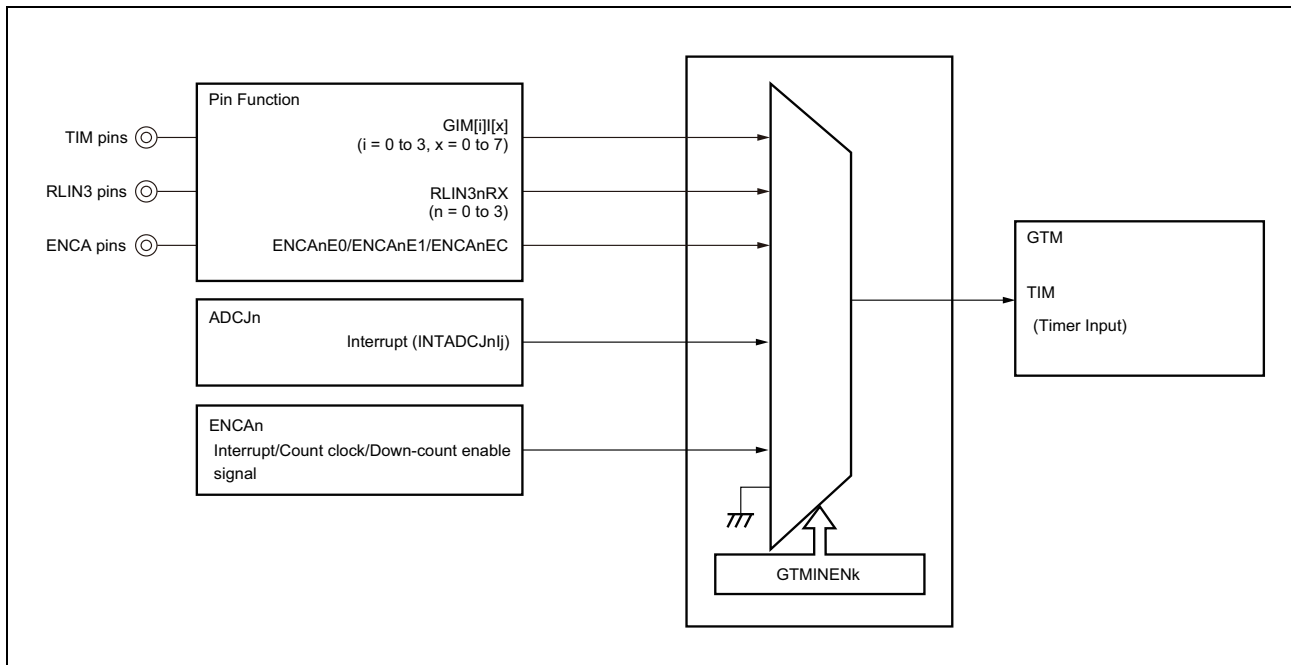 Pin Function
TIM pins
GIM[i]I[x]
(i = 0 to 3, x = 0 to 7)
RLIN3 pins
RLIN3nRX
(n = 0 to 3)
ENCA pins
ENCAnE0/ENCAnE1/ENCAnEC
ADCJn
Interrupt (INTADCJnIj)
ENCAn
Interrupt/Count clock/Down-count enable
signal
GTMINENk
GTM
TIM
(Timer Input)